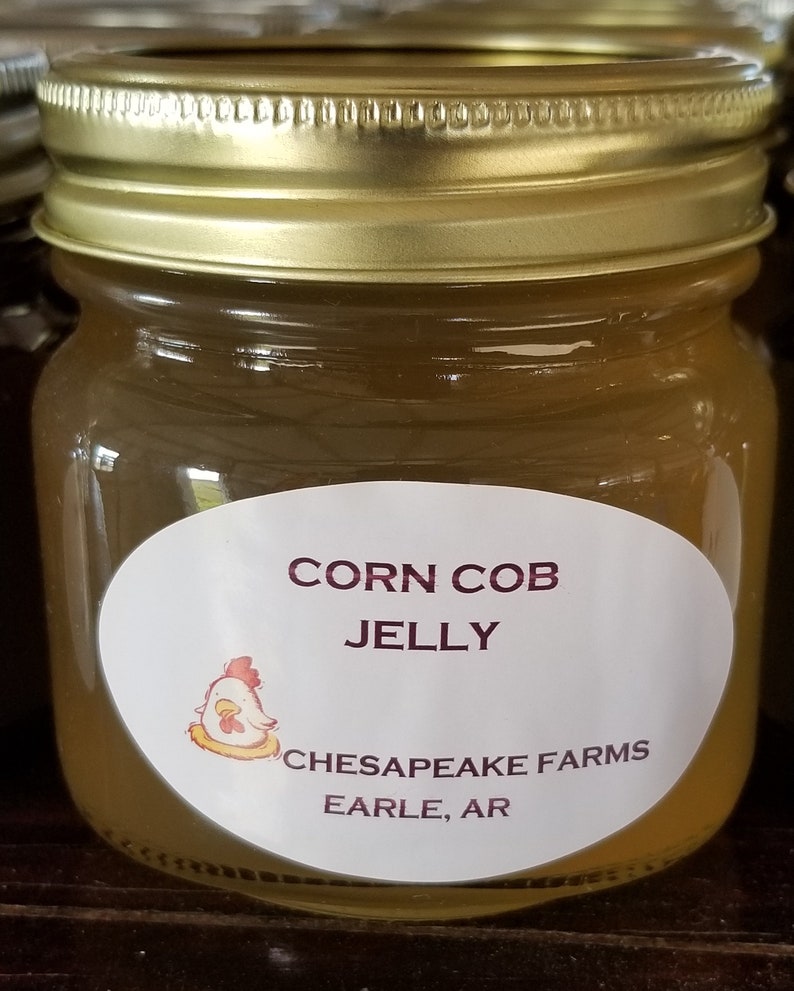 CORN COB
JELLY
CHESAPEAKE FARMS
EARLE, AR